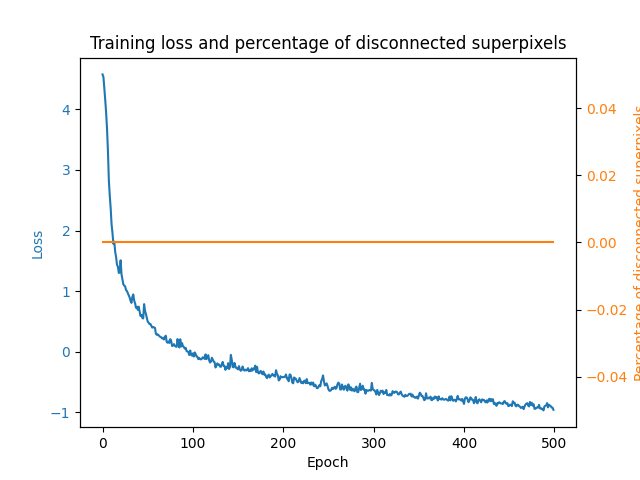 Training loss and percentage of disconnected superpixels
4
3
2
1
0
−1
Loss
0.04
0.02
0.00
−0.02
−0.04
Percentage of disconnected superpixels
0 100 200 300 400 500
Epoch